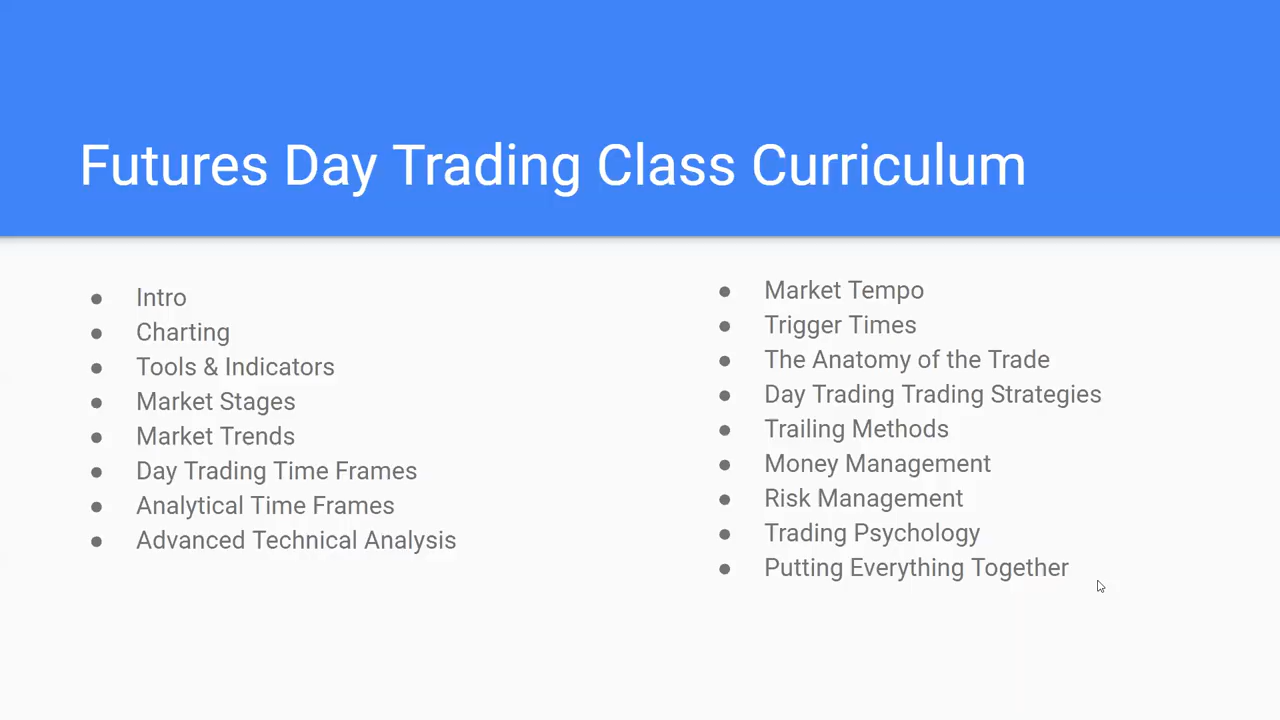 Futures Day Trading Class Curriculum
● Intro
● Charting
● Tools & Indicators
● Market Stages
● Market Trends
● Day Trading Time Frames
● Analytical Time Frames
● Advanced Technical Analysis
● Market Tempo
● Trigger Times
● The Anatomy of the Trade
● Day Trading Trading Strategies
● Trailing Methods
● Money Management
● Risk Management
● Trading Psychology
● Putting Everything Together